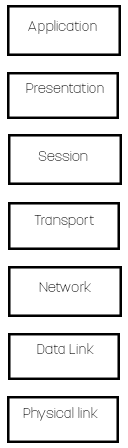 Application
Presentation
Session
Transport
Network
Data Link
Physical link